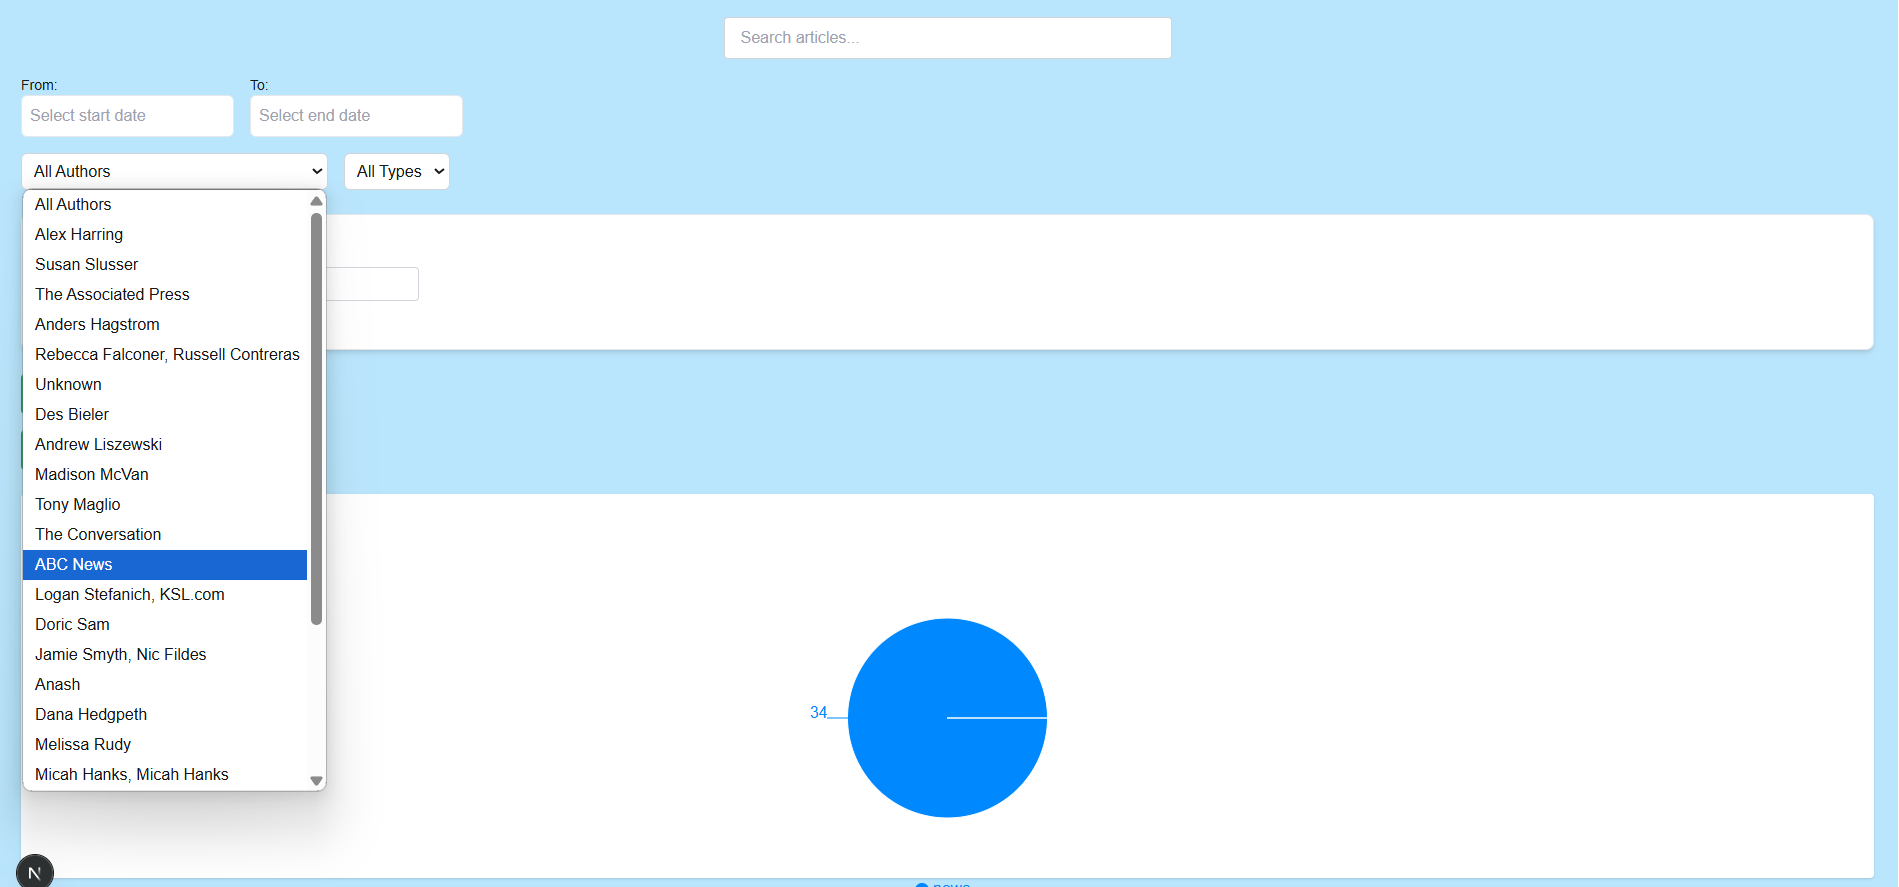 Search articles...
From:
To:
Select start date
Select end date
All Authors
All Types
All Authors
Alex Harring
Susan Slusser
The Associated Press
Anders Hagstrom
Rebecca Falconer, Russell Contreras
Unknown
Des Bieler
Andrew Liszewski
Madison McVan
Tony Maglio
The Conversation
ABC News
Logan Stefanich, KSL.com
Doric Sam
Jamie Smyth, Nic Fildes
Anash
Dana Hedgpeth
Melissa Rudy
Micah Hanks, Micah Hanks
34
N
news